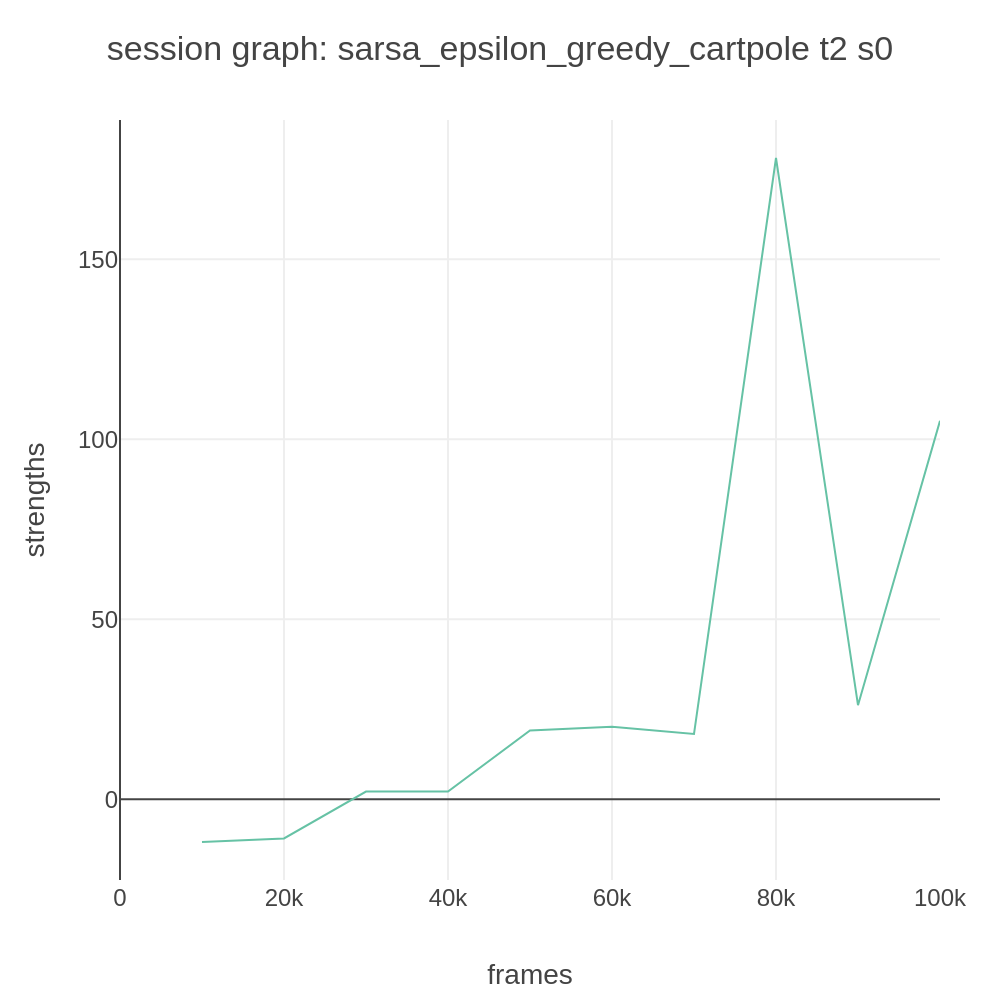 session graph: sarsa_epsilon_greedy_cartpole t2 s0
strengths
150
100
50
0
0
20k
40k
60k
80k
100k
frames